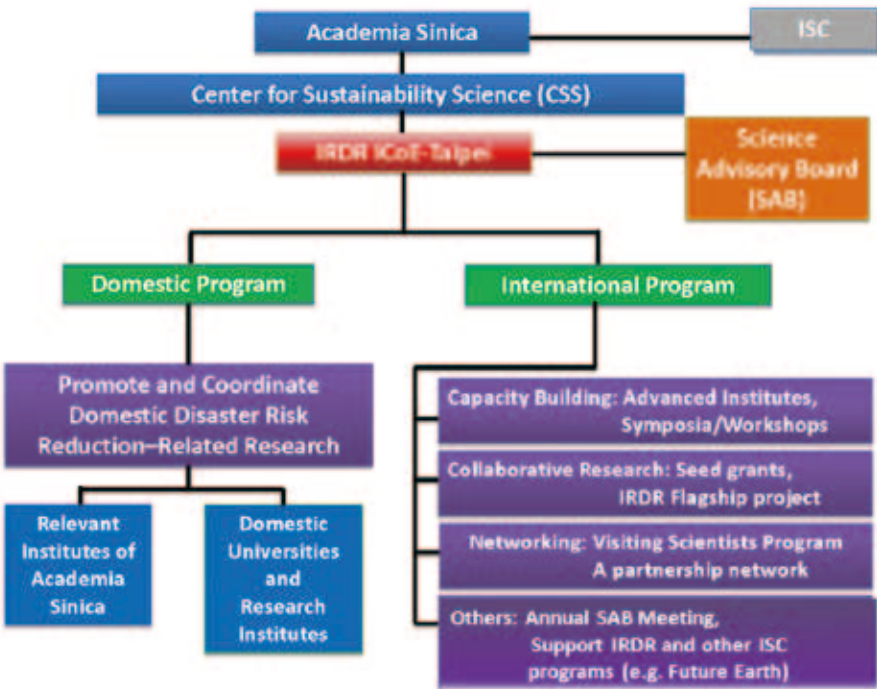 Academia Sinica
ISC
Center for Sustainability Science (CSS)
IRDR ICoE-Taipei
Science
Advisory Board
(SAB)
Domestic Program
International Program
Promote and Coordinate
Domestic Disaster Risk
Reduction–Related Research
Relevant
Institutes of
Academia
Sinica
Domestic
Universities
and
Research
Institutes
Capacity Building: Advanced Institutes,
Symposia/Workshops
Collaborative Research: Seed grants,
IRDR Flagship project
Networking: Visiting Scientists Program
A partnership network
Others: Annual SAB Meeting,
Support IRDR and other ISC
programs (e.g. Future Earth)